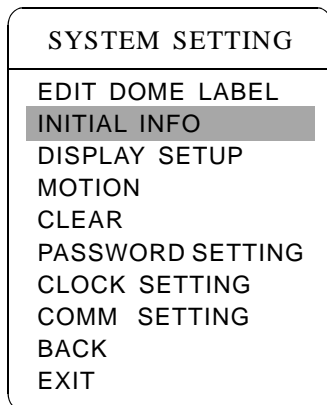 SYSTEM SETTING
EDIT DOME LABEL
INITIAL INFO
DISPLAY SETUP
MOTION
CLEAR
PASSWORD SETTING
CLOCK SETTING
COMM SETTING
BACK
EXIT